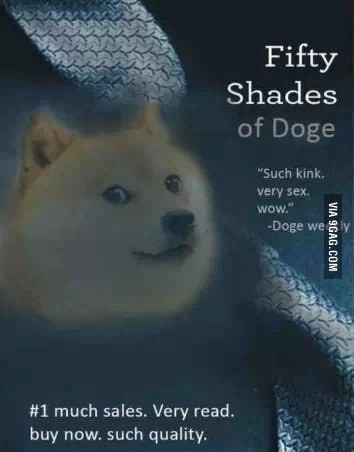 Fifty
Shades
of Doge
"Such kink.
very sex.
wow."
-Doge weekly
VIA 9GAG.COM
#1 much sales. Very read.
buy now. such quality.